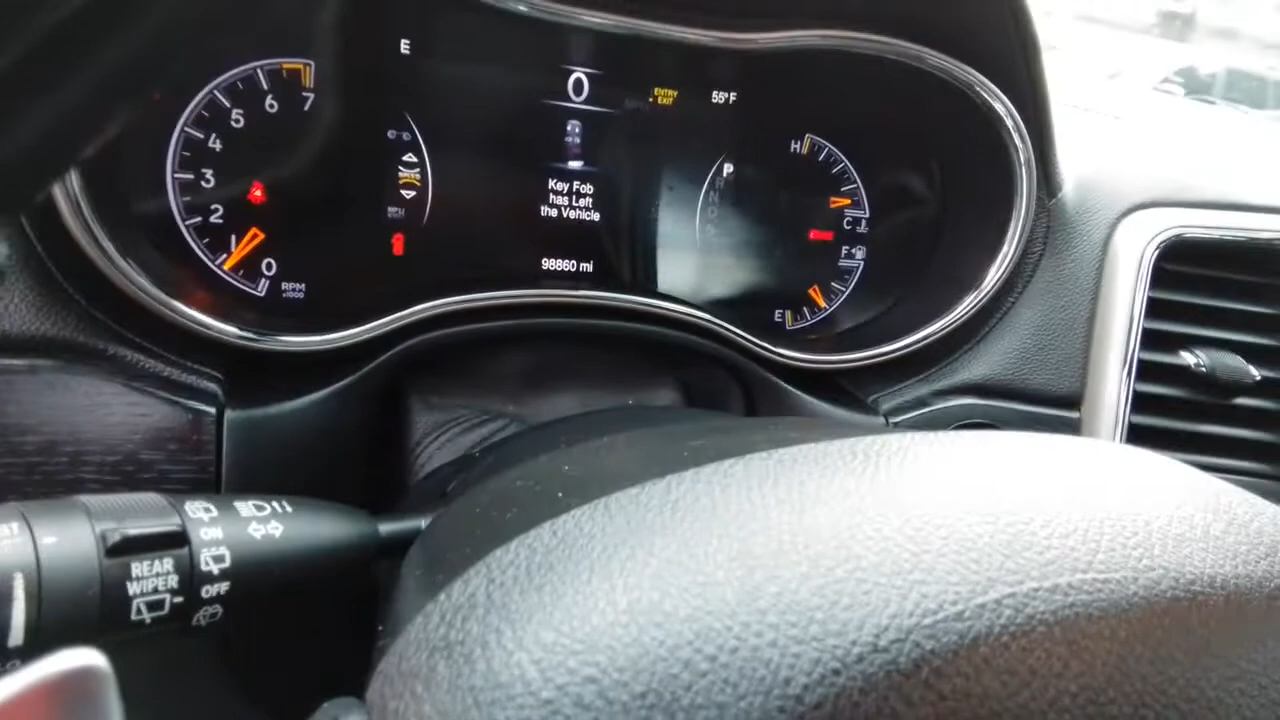 E
0
ENTRY
EXIT
55°F
7
6
5
4
3
2
1
0
RPM
x1000
SPEED
Key Fob
has Left
the Vehicle
98860 mi
P
R
N
D
H
C
F
E
ON
OFF
REAR
WIPER